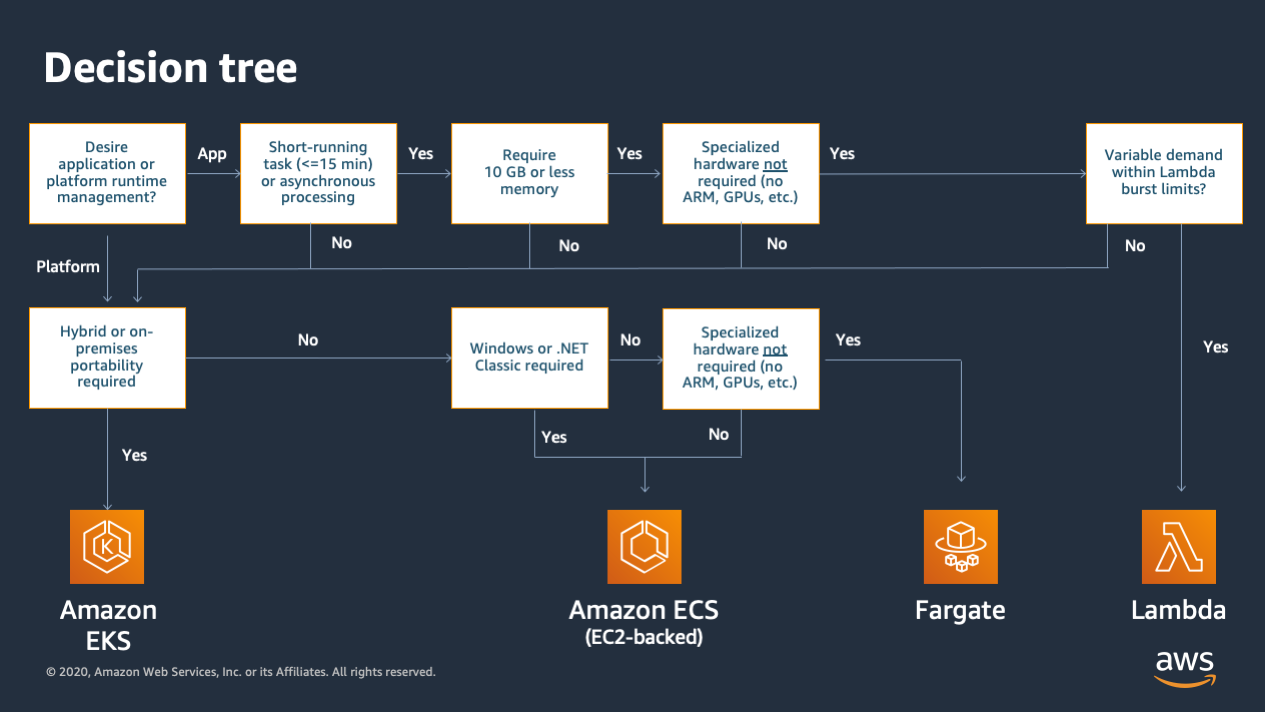 Decision tree
Desire
application or
platform runtime
management?
App
Short-running
task (<=15 min)
or asynchronous
processing
Yes
Require
10 GB or less
memory
Yes
Specialized
hardware not
required (no
ARM, GPUs, etc.)
Yes
Variable demand
within Lambda
burst limits?
Platform
No
No
No
No
Hybrid or on-
premises
portability
required
No
Windows or .NET
Classic required
No
Specialized
hardware not
required (no
ARM, GPUs, etc.)
Yes
Yes
Yes
Yes
No
K
Amazon
EKS
Amazon ECS
(EC2-backed)
Fargate
Lambda
© 2020, Amazon Web Services, Inc. or its Affiliates. All rights reserved.
aws